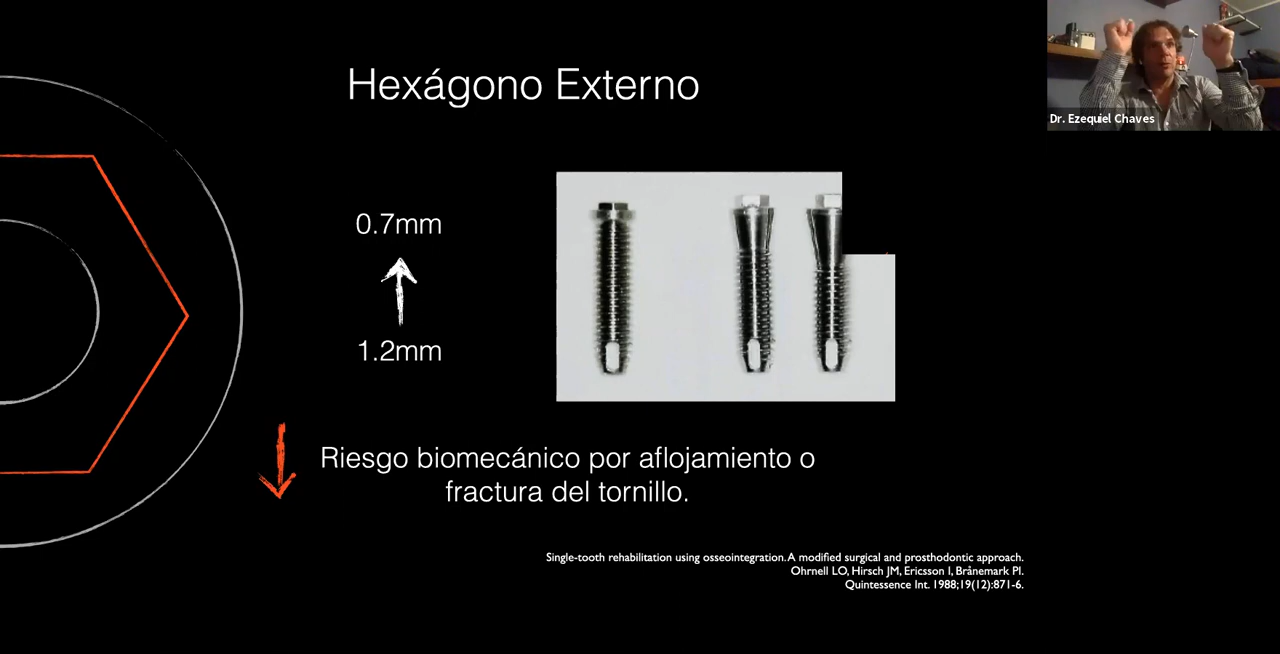 Hexágono Externo
Dr. Ezequiel Chaves
0.7mm
1.2mm
Riesgo biomecánico por aflojamiento o
fractura del tornillo.
Single-tooth rehabilitation using osseointegration. A modified surgical and prosthodontic approach.
Ohrnell LO, Hirsch JM, Ericsson I, Brånemark PI.
Quintessence Int. 1988;19(12):871-6.